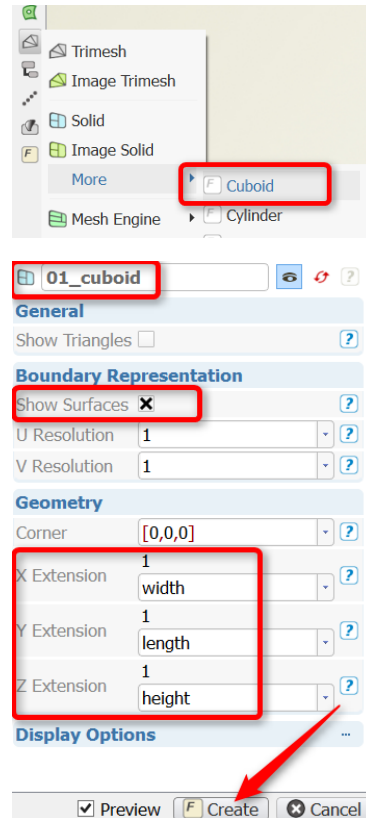 Trimesh
Image Trimesh
Solid
Image Solid
More
F Cuboid
Mesh Engine
F Cylinder
F
01_cuboid ?
General
Show Triangles ?
Boundary Representation
Show Surfaces ?
U Resolution 1 ?
V Resolution 1 ?
Geometry
Corner [0,0,0] ?
1
X Extension ?
width
1
Y Extension ?
length
1
Z Extension ?
height
Display Options ...
Preview F Create Cancel